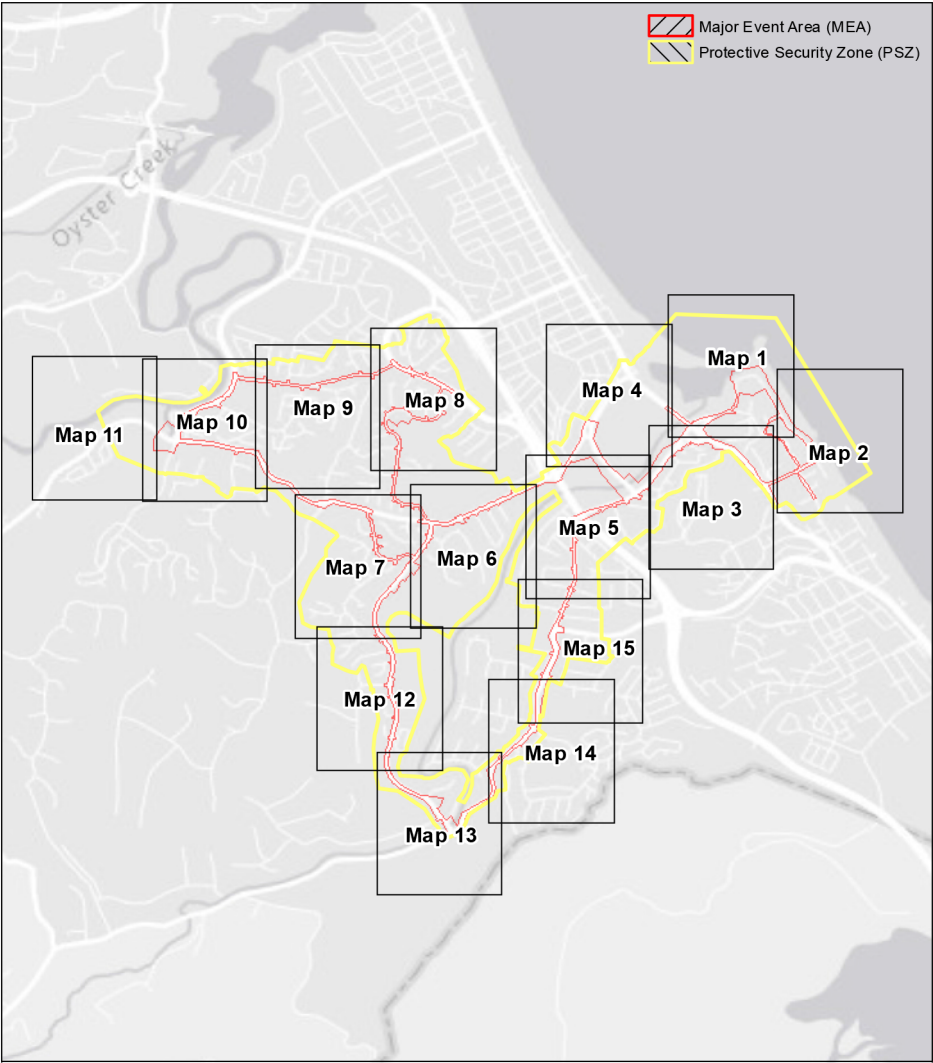 Major Event Area (MEA)
Protective Security Zone (PSZ)
Oyster Creek
Map 1
Map 4
Map 8
Map 9
Map 10
Map 11
Map 2
Map 3
Map 5
Map 6
Map 7
Map 15
Map 12
Map 14
Map 13